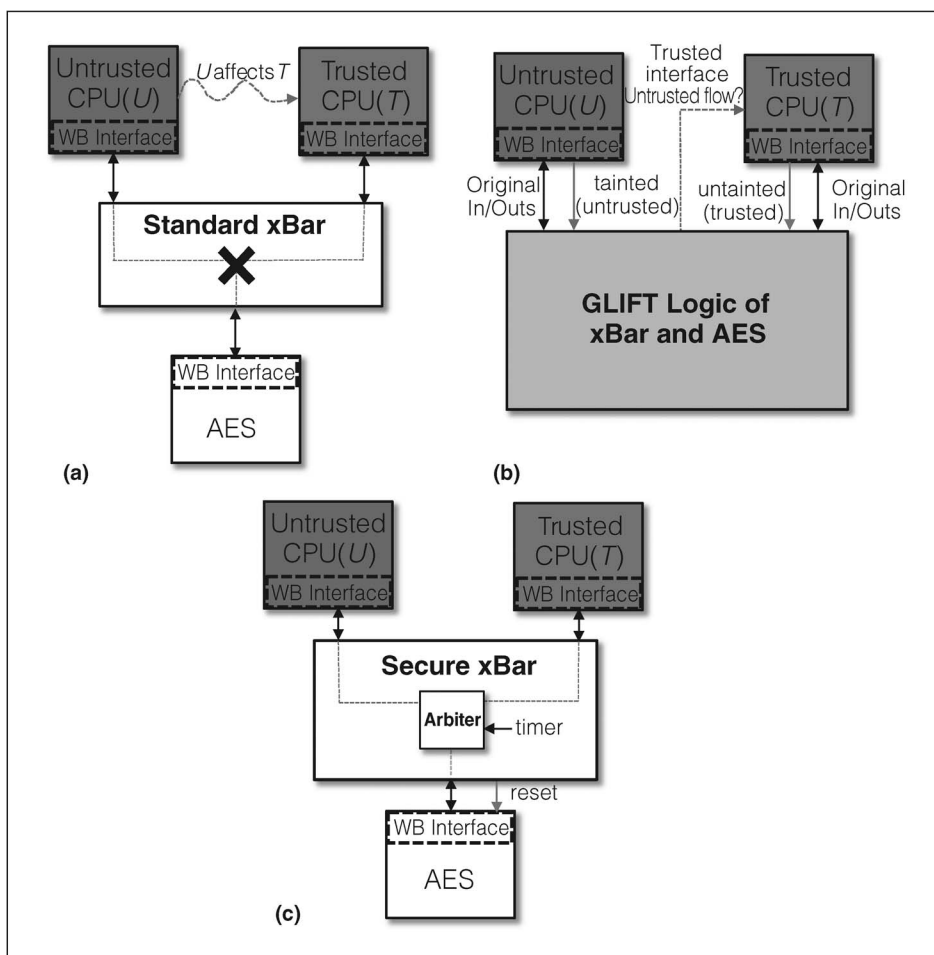 Untrusted
CPU(U)
WB Interface
U affects T
Trusted
CPU(T)
WB Interface
Standard xBar
WB Interface
AES
(a)
Untrusted
CPU(U)
WB Interface
Trusted
interface
Untrusted flow?
Trusted
CPU(T)
WB Interface
Original
In/Outs
tainted
(untrusted)
untainted
(trusted)
Original
In/Outs
GLIFT Logic of
xBar and AES
(b)
Untrusted
CPU(U)
WB Interface
Trusted
CPU(T)
WB Interface
Secure xBar
Arbiter
timer
reset
WB Interface
AES
(c)